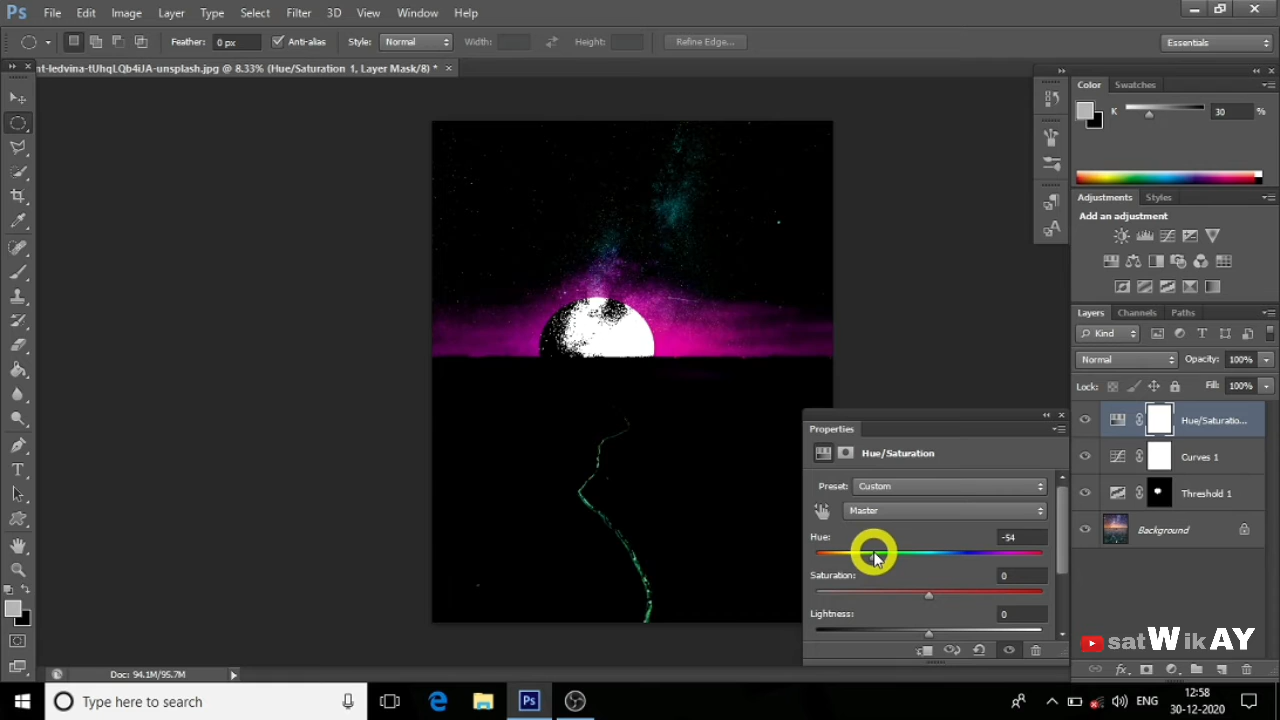 Ps File Edit Image Layer Type Select Filter 3D View Window Help
Feather: 0 px Anti-alias Style: Normal Width: Height: Refine Edge... Essentials
nt-ledvina-tUhqLQb4iJA-unsplash.jpg @ 8.33% (Hue/Saturation 1, Layer Mask/8) *
Color Swatches
K 30 %
Adjustments Styles
Add an adjustment
Layers Channels Paths
Kind
Normal Opacity: 100%
Lock: Fill: 100%
Hue/Saturatio...
Curves 1
Threshold 1
Background
Properties
Hue/Saturation
Preset: Custom
Master
Hue: -54
Saturation: 0
Lightness: 0
satWikAY
Doc: 94.1M/95.7M
Type here to search
Ps
ENG
12:58
30-12-2020